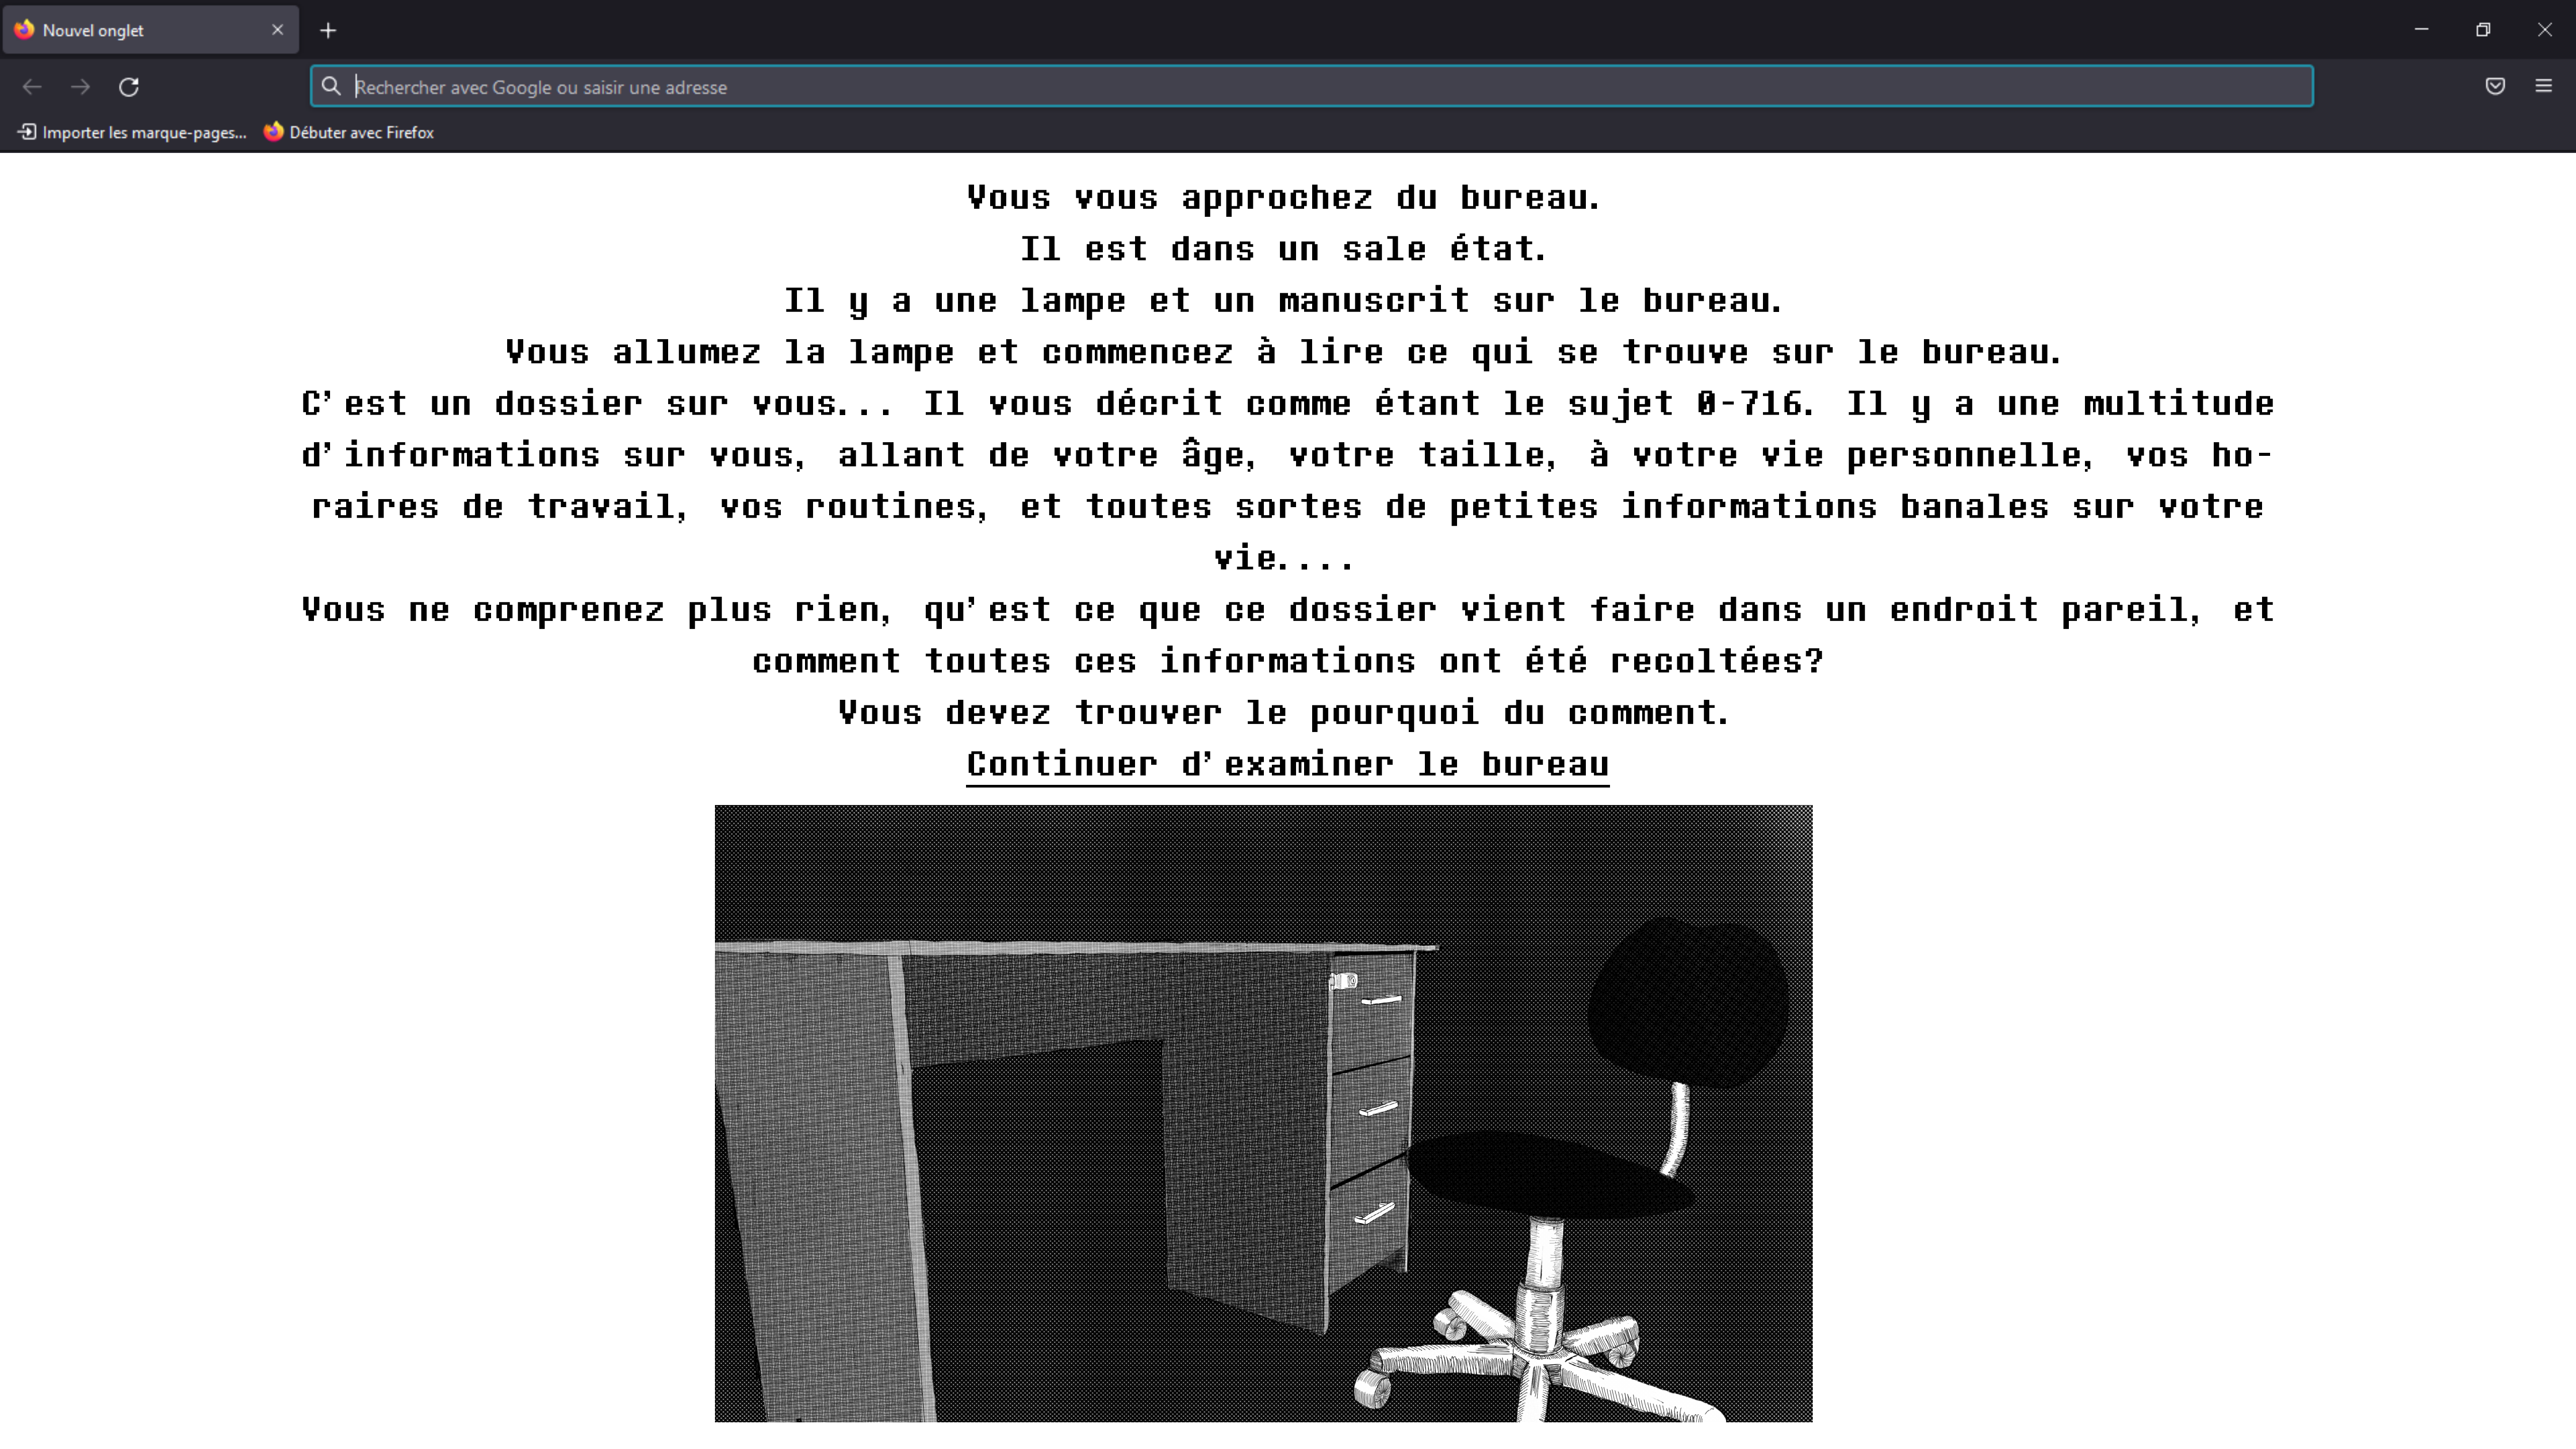 Nouvel onglet
Rechercher avec Google ou saisir une adresse
Importer les marque-pages...
Débuter avec Firefox
Vous vous approchez du bureau.
Il est dans un sale état.
Il y a une lampe et un manuscrit sur le bureau.
Vous allumez la lampe et commencez à lire ce qui se trouve sur le bureau.
C'est un dossier sur vous... Il vous décrit comme étant le sujet 0-716. Il y a une multitude
d'informations sur vous, allant de votre âge, votre taille, à votre vie personnelle, vos ho-
raires de travail, vos routines, et toutes sortes de petites informations banales sur votre
vie....
Vous ne comprenez plus rien, qu'est ce que ce dossier vient faire dans un endroit pareil, et
comment toutes ces informations ont été recoltées?
Vous devez trouver le pourquoi du comment.
Continuer d'examiner le bureau